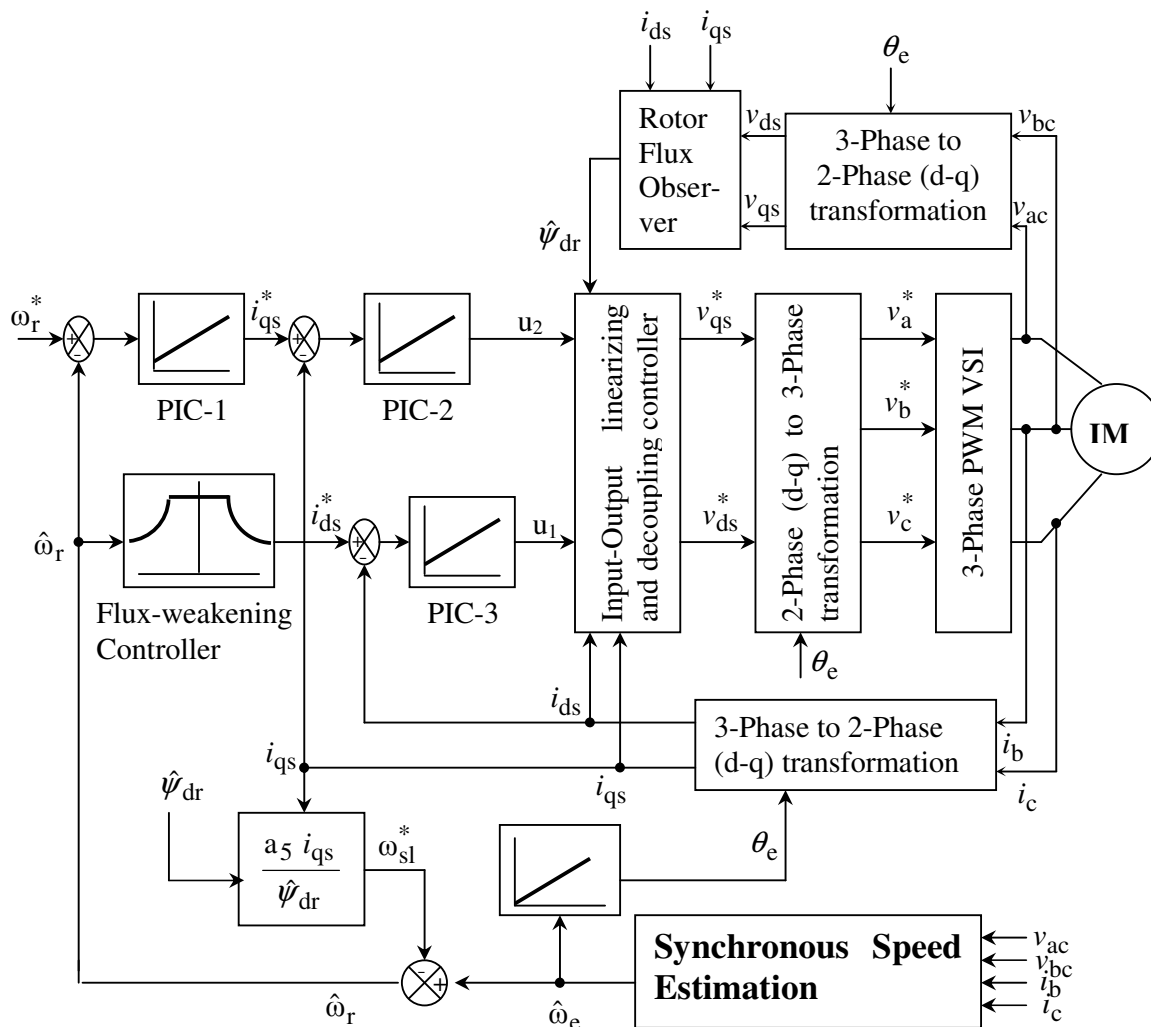 i_ds
i_qs
θ_e
Rotor
Flux
Obser-
ver
v_ds
v_qs
3-Phase to
2-Phase (d-q)
transformation
v_bc
v_ac
ψ̂_dr
ω_r^*
+
-
PIC-1
i_qs^*
+
-
PIC-2
u_2
Input-Output linearizing
and decoupling controller
v_qs^*
v_ds^*
2-Phase (d-q) to 3-Phase
transformation
v_a^*
v_b^*
v_c^*
3-Phase PWM VSI
IM
ω̂_r
Flux-weakening
Controller
i_ds^*
+
-
PIC-3
u_1
θ_e
i_ds
i_qs
i_qs
3-Phase to 2-Phase
(d-q) transformation
i_b
i_c
ψ̂_dr
a_5 i_qs
ψ̂_dr
ω_sl^*
θ_e
-
+
ω̂_r
ω̂_e
Synchronous Speed
Estimation
v_ac
v_bc
i_b
i_c